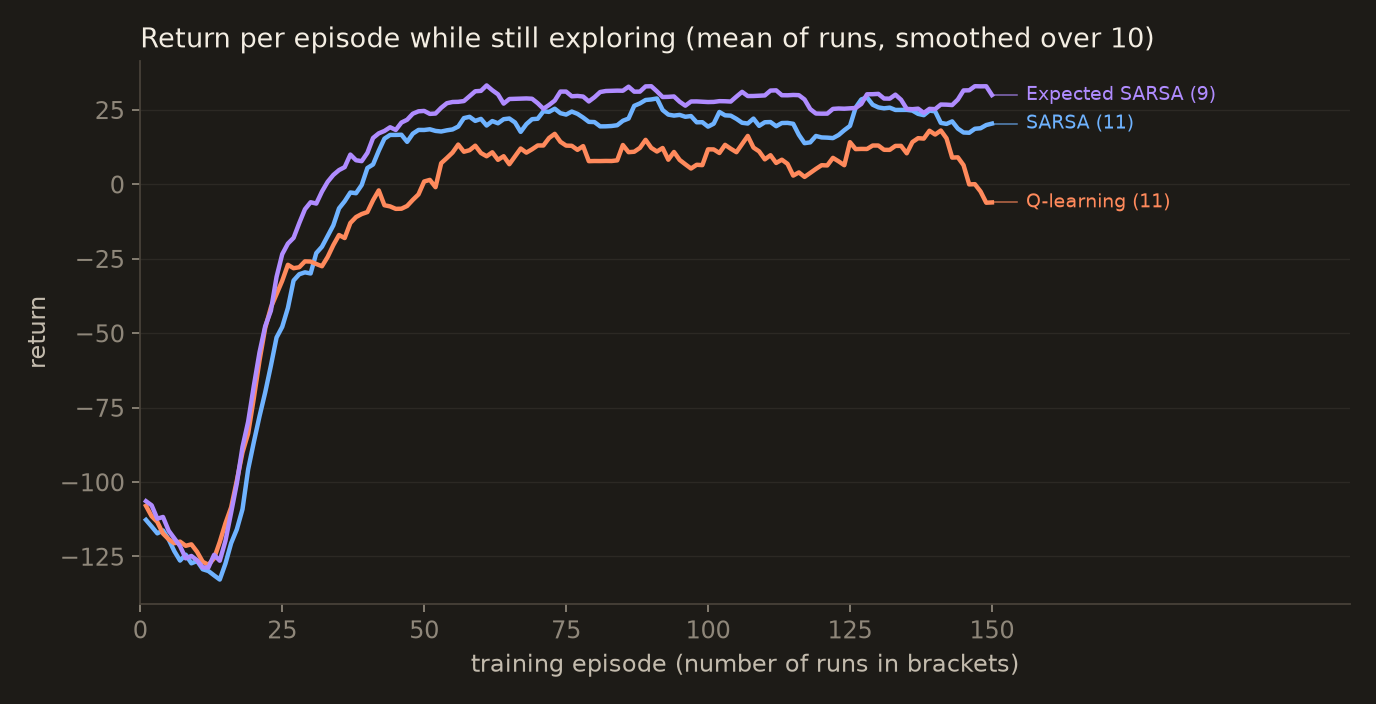 Return per episode while still exploring (mean of runs, smoothed over 10)
return
25
0
−25
−50
−75
−100
−125
Expected SARSA (9)
SARSA (11)
Q-learning (11)
0 25 50 75 100 125 150
training episode (number of runs in brackets)